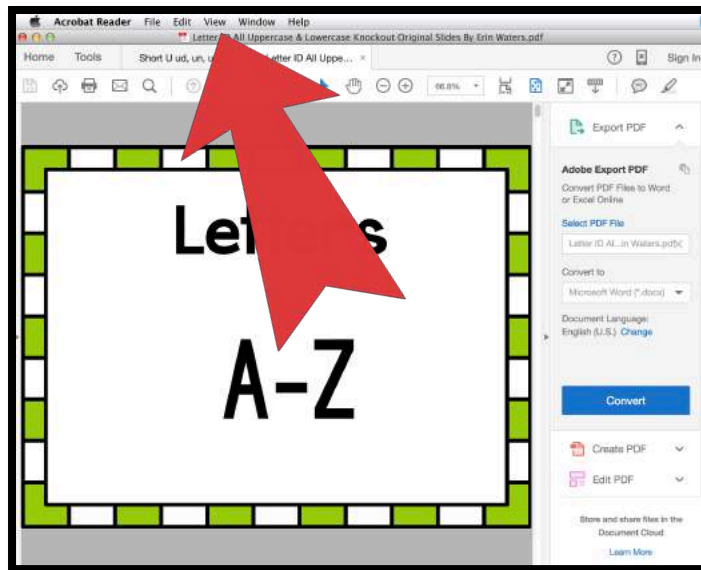 Acrobat Reader File Edit View Window Help
Letter ID All Uppercase & Lowercase Knockout Original Slides By Erin Waters.pdf
Home Tools Short U ud, un, u etter ID All Uppe... × ? Sign In
66.8%
Export PDF
Adobe Export PDF
Convert PDF Files to Word
or Excel Online
Select PDF File
Letter ID Al...in Waters.pdf
Convert to
Microsoft Word (*.docx)
Document Language:
English (U.S.) Change
Convert
Create PDF
Edit PDF
Store and share files in the
Document Cloud
Learn More
Letters
A-Z